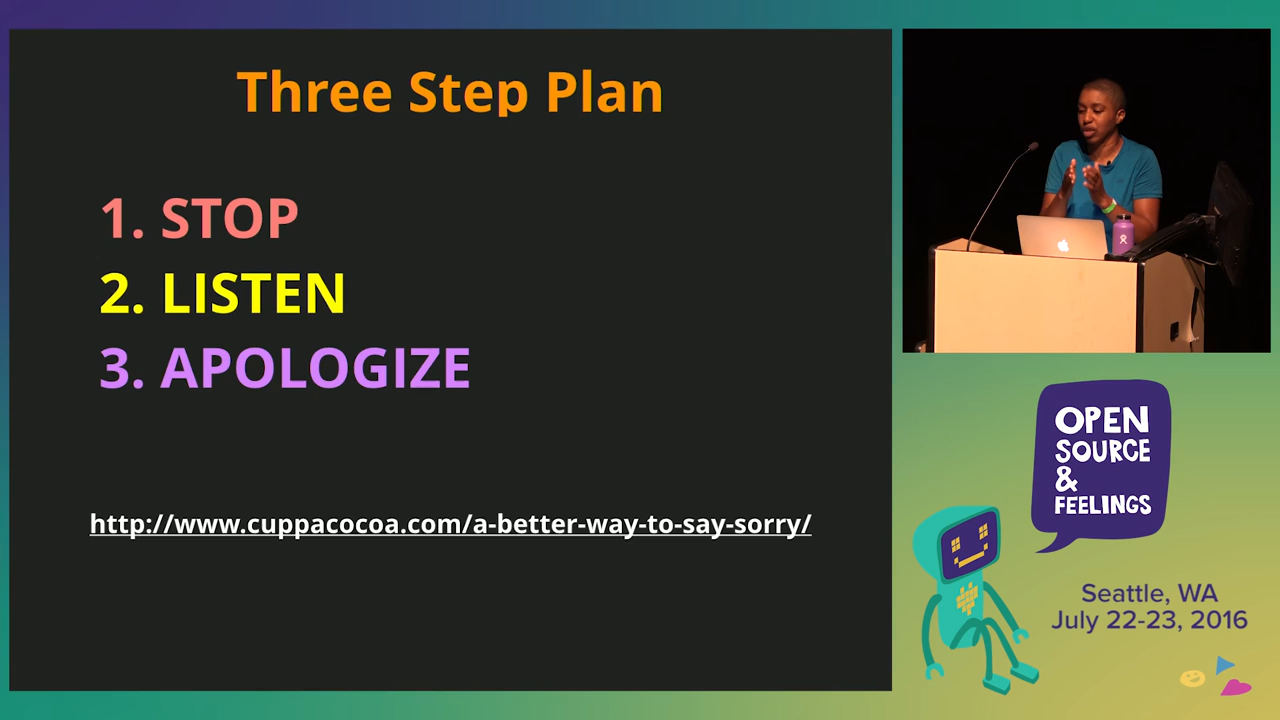 Three Step Plan
1. STOP
2. LISTEN
3. APOLOGIZE
http://www.cuppacocoa.com/a-better-way-to-say-sorry/
OPEN
SOURCE
&
FEELINGS
Seattle, WA
July 22-23, 2016